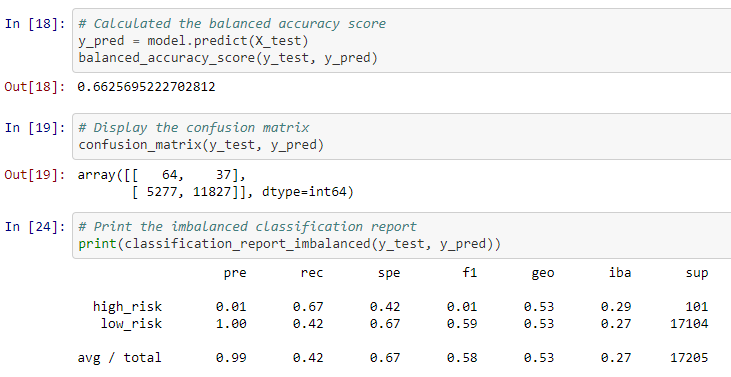 In [18]: # Calculated the balanced accuracy score
y_pred = model.predict(X_test)
balanced_accuracy_score(y_test, y_pred)
Out[18]: 0.6625695222702812
In [19]: # Display the confusion matrix
confusion_matrix(y_test, y_pred)
Out[19]: array([[   64,    37],
       [ 5277, 11827]], dtype=int64)
In [24]: # Print the imbalanced classification report
print(classification_report_imbalanced(y_test, y_pred))
pre rec spe f1 geo iba sup
high_risk 0.01 0.67 0.42 0.01 0.53 0.29 101
low_risk 1.00 0.42 0.67 0.59 0.53 0.27 17104
avg / total 0.99 0.42 0.67 0.58 0.53 0.27 17205